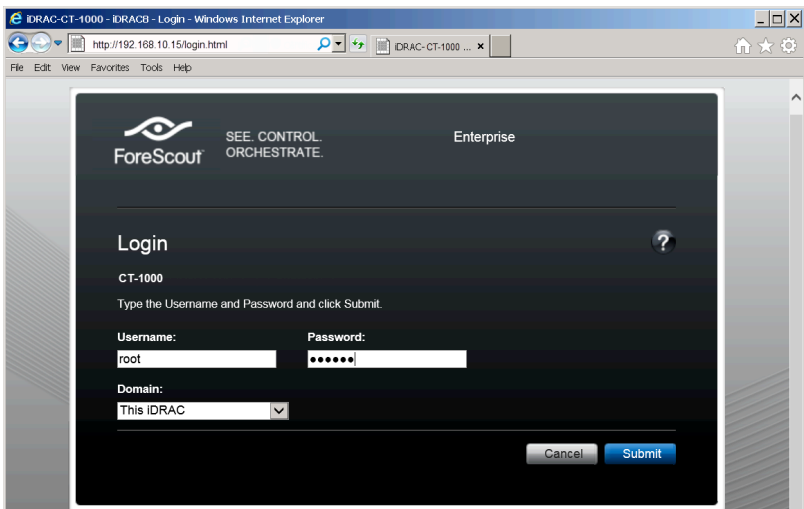 iDRAC-CT-1000 - iDRAC8 - Login - Windows Internet Explorer
http://192.168.10.15/login.html
iDRAC-CT-1000 ...
File Edit View Favorites Tools Help
ForeScout
SEE. CONTROL.
ORCHESTRATE.
Enterprise
Login
?
CT-1000
Type the Username and Password and click Submit.
Username: Password:
root ••••••
Domain:
This iDRAC
Cancel Submit